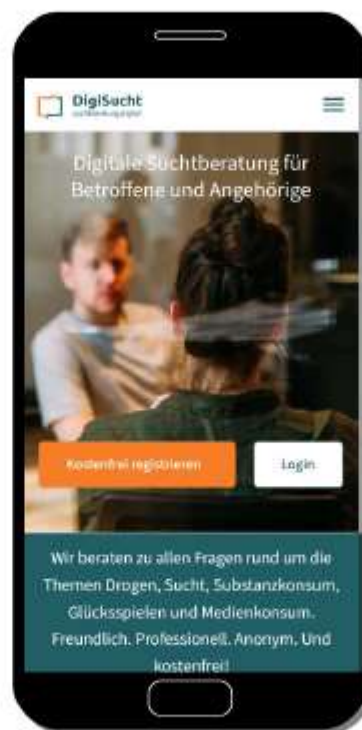 DigiSucht
Digitale Suchtberatung für
Betroffene und Angehörige
Kostenfrei registrieren
Login
Wir beraten zu allen Fragen rund um die
Themen Drogen, Sucht, Substanzkonsum,
Glücksspielen und Medienkonsum.
Freundlich. Professionell. Anonym. Und
kostenfrei!